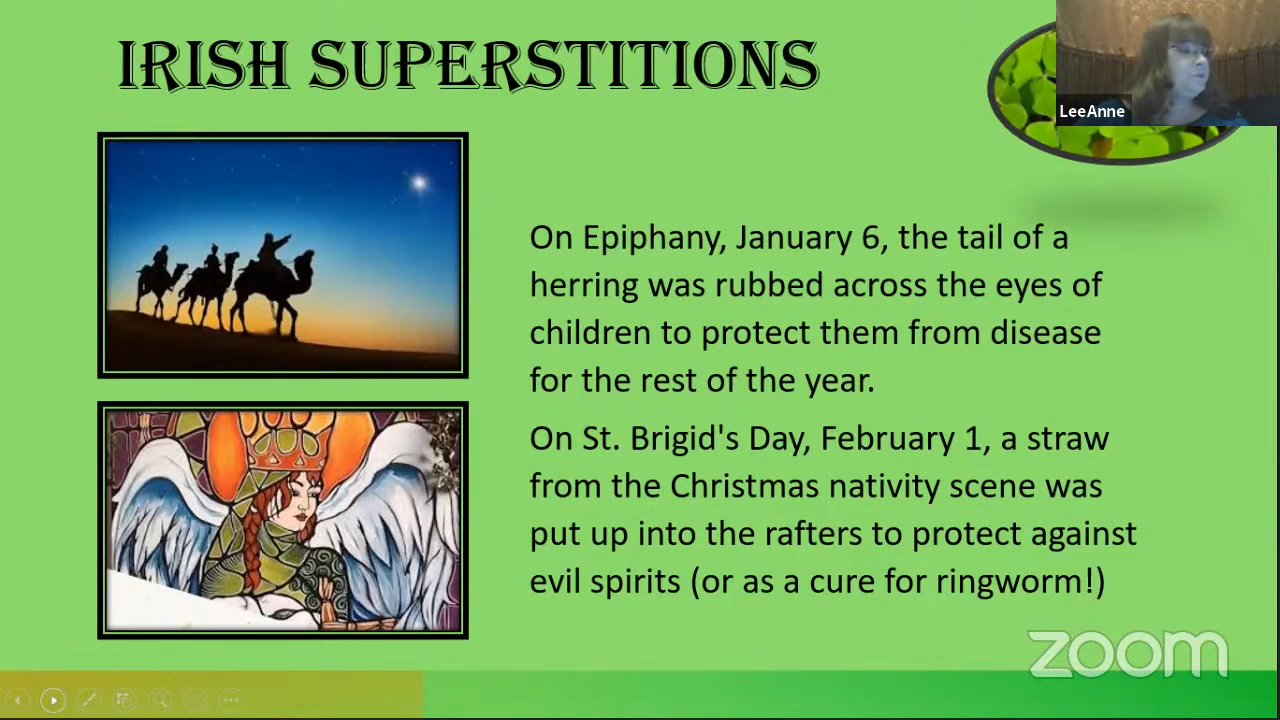 IRISH SUPERSTITIONS
LeeAnne
On Epiphany, January 6, the tail of a
herring was rubbed across the eyes of
children to protect them from disease
for the rest of the year.
On St. Brigid's Day, February 1, a straw
from the Christmas nativity scene was
put up into the rafters to protect against
evil spirits (or as a cure for ringworm!)
zoom